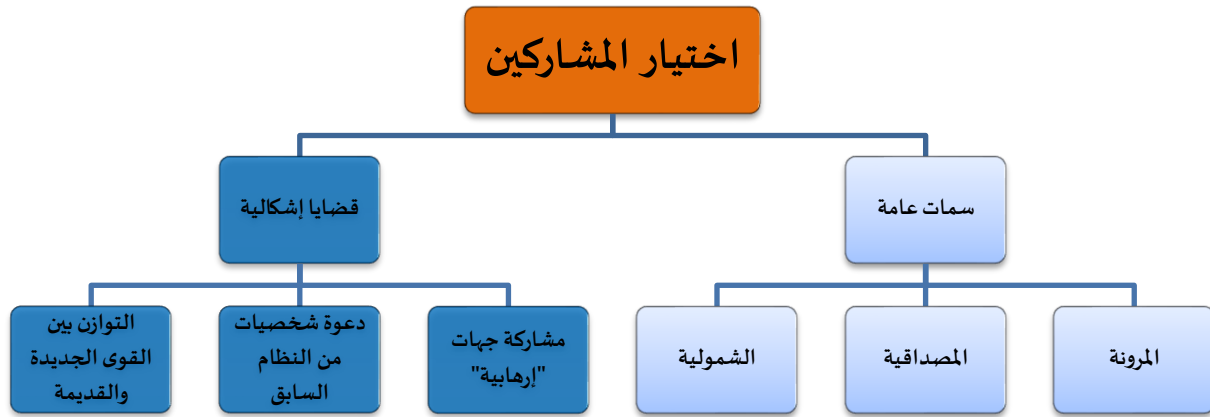 اختيار المشاركين
سمات عامة
قضايا إشكالية
المرونة
المصداقية
الشمولية
مشاركة جهات
"إرهابية"
دعوة شخصيات
من النظام
السابق
التوازن بين
القوى الجديدة
والقديمة